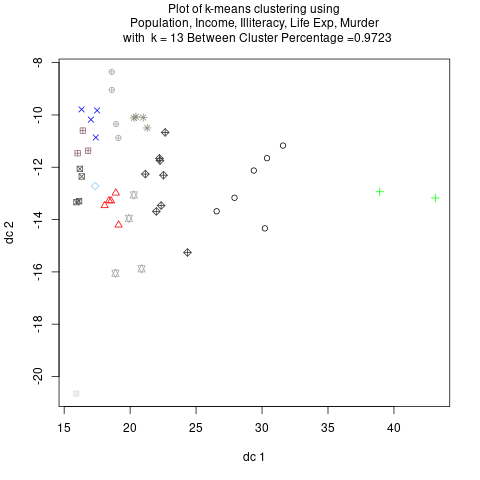 Plot of k-means clustering using
Population, Income, Illiteracy, Life Exp, Murder
with k = 13 Between Cluster Percentage =0.9723
-8
-10
-12
-14
-16
-18
-20
dc 2
15
20
25
30
35
40
dc 1